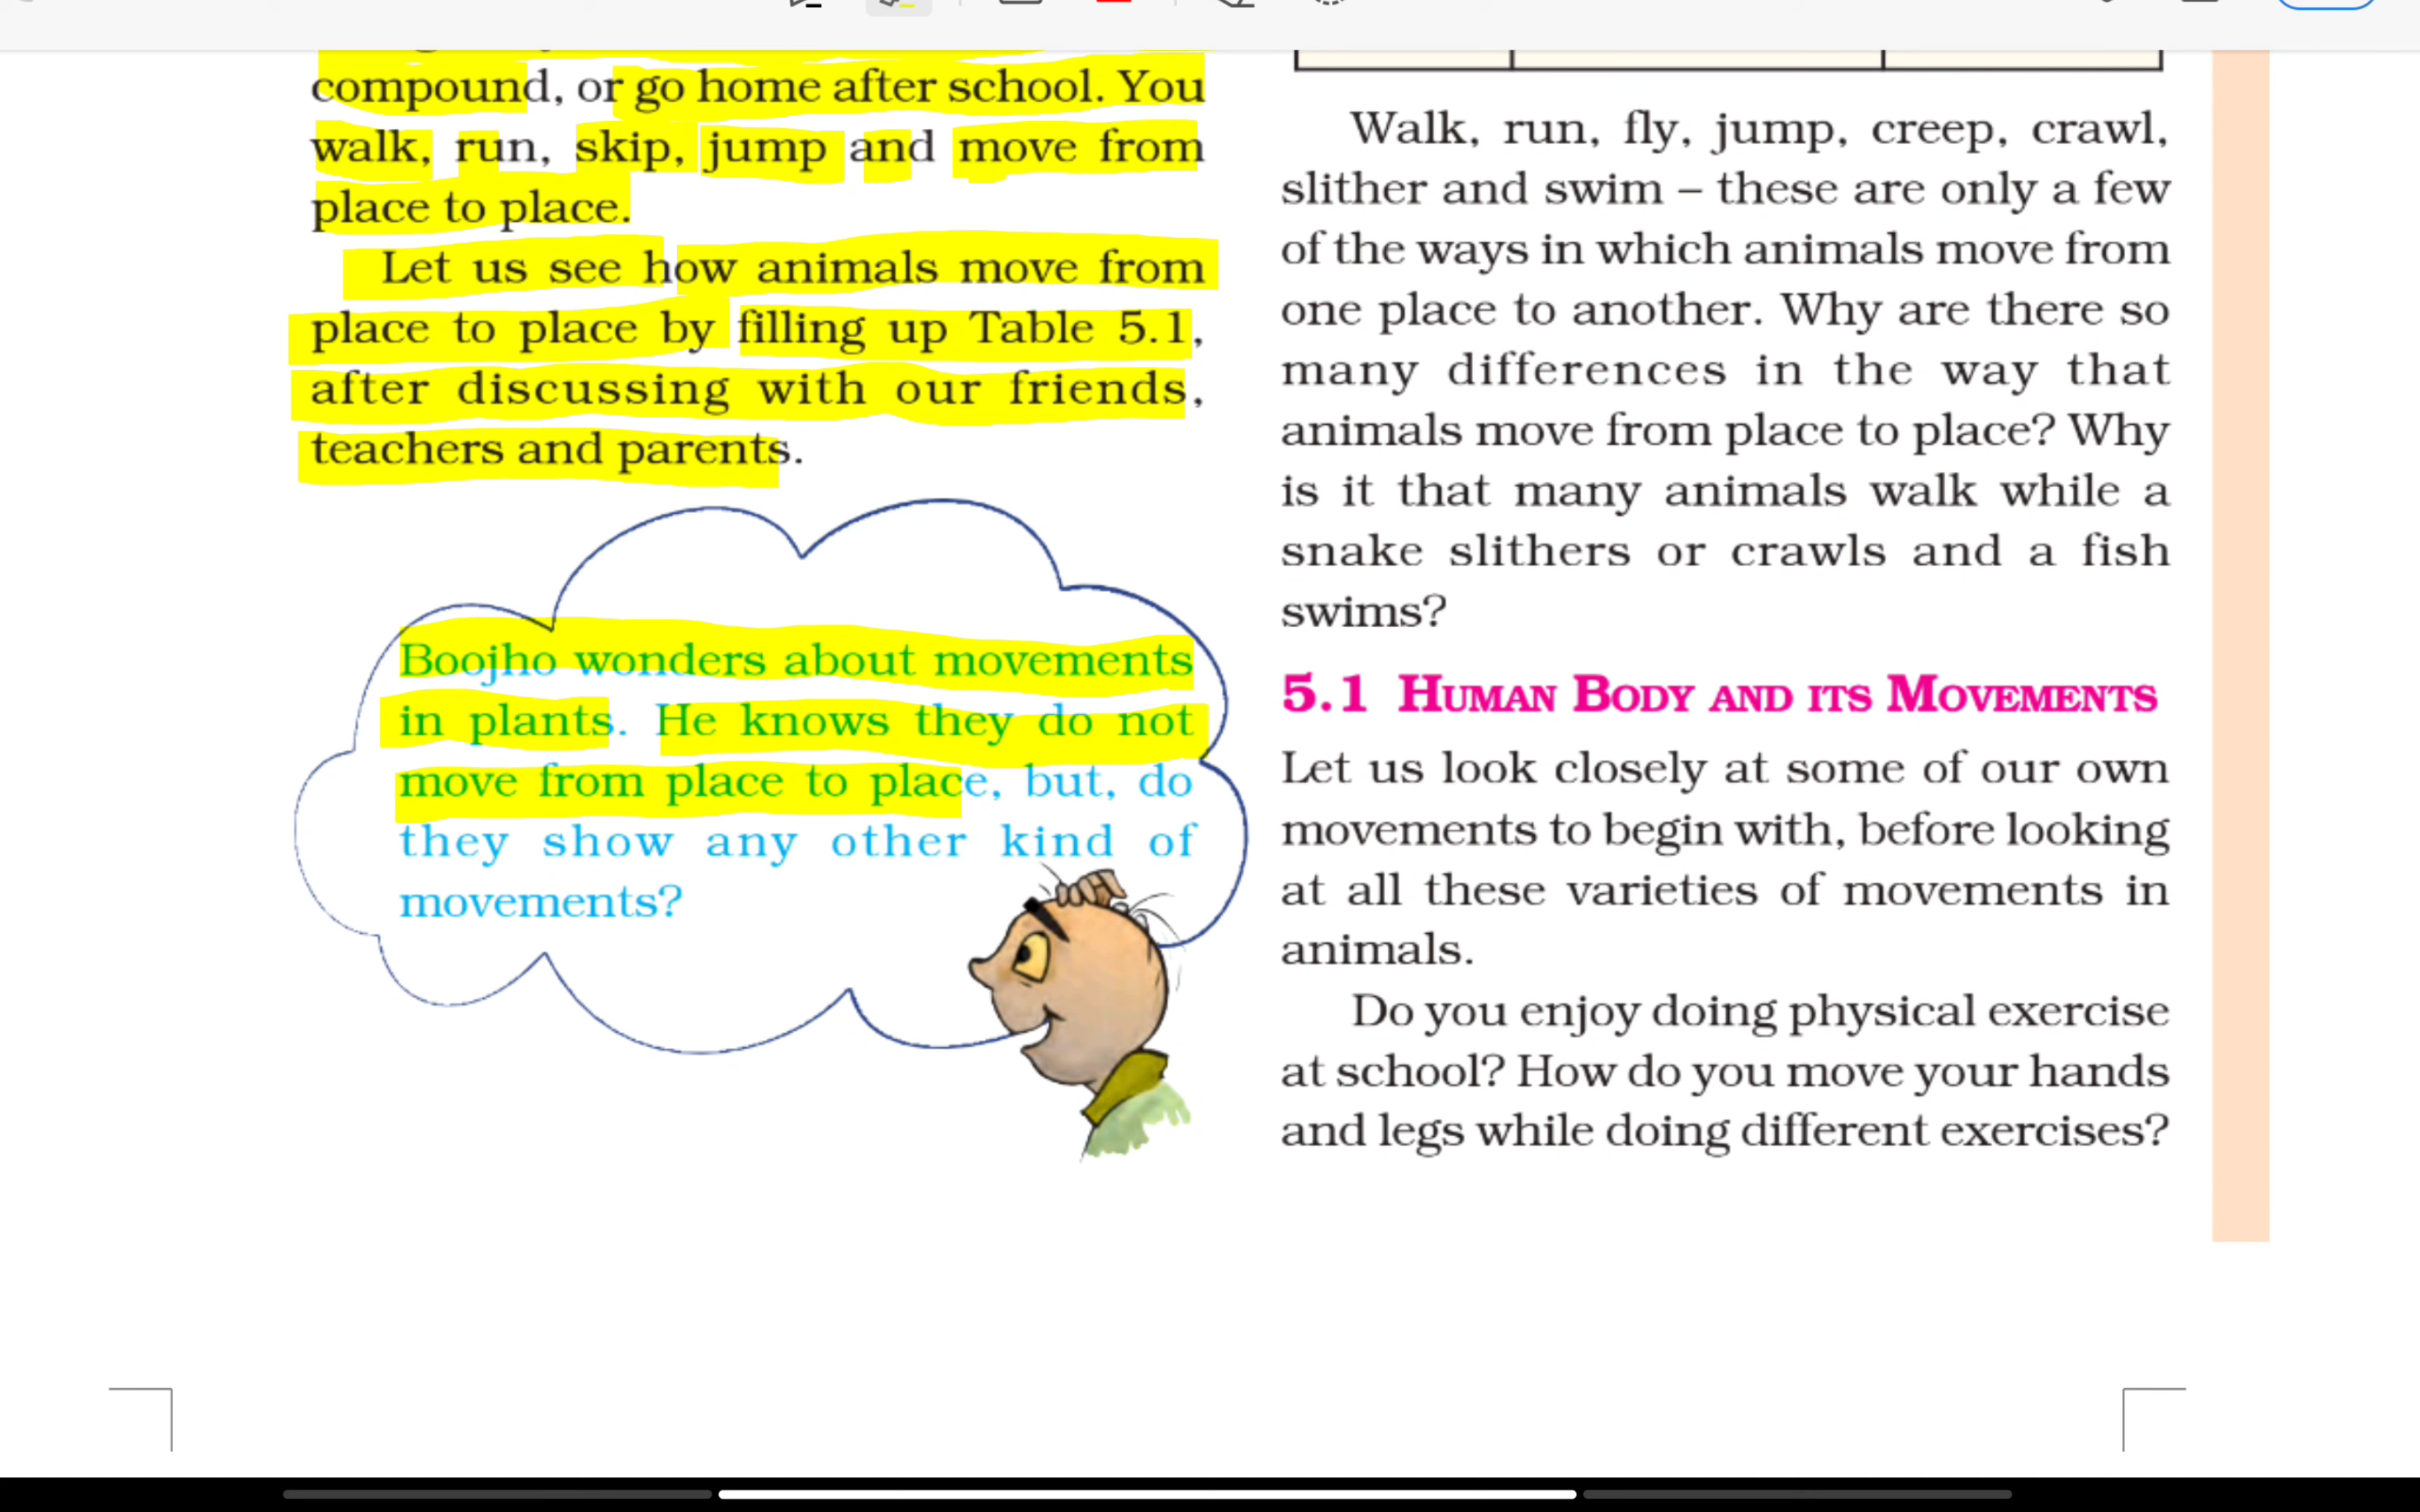 compound, or go home after school. You
walk, run, skip, jump and move from
place to place.
Let us see how animals move from
place to place by filling up Table 5.1,
after discussing with our friends,
teachers and parents.
Boojho wonders about movements
in plants. He knows they do not
move from place to place, but, do
they show any other kind of
movements?
Walk, run, fly, jump, creep, crawl,
slither and swim – these are only a few
of the ways in which animals move from
one place to another. Why are there so
many differences in the way that
animals move from place to place? Why
is it that many animals walk while a
snake slithers or crawls and a fish
swims?
5.1 HUMAN BODY AND ITS MOVEMENTS
Let us look closely at some of our own
movements to begin with, before looking
at all these varieties of movements in
animals.
Do you enjoy doing physical exercise
at school? How do you move your hands
and legs while doing different exercises?